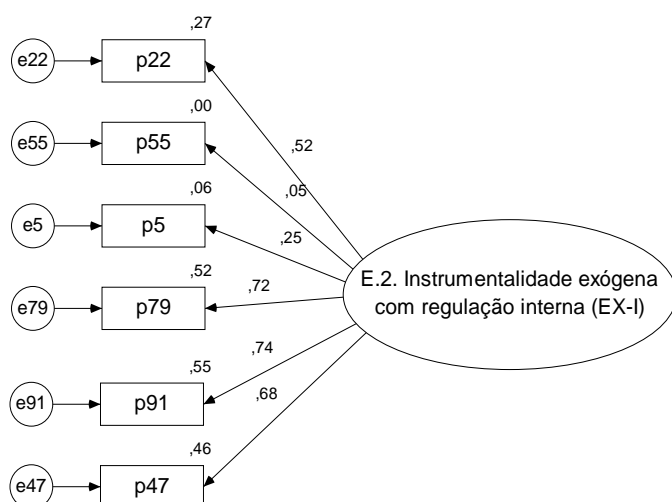 ,27
e22 p22
,52
,00
e55 p55
,05
,06
e5 p5
,25
E.2. Instrumentalidade exógena
com regulação interna (EX-I)
,52
e79 p79
,72
,55
e91 p91
,74
,68
,46
e47 p47